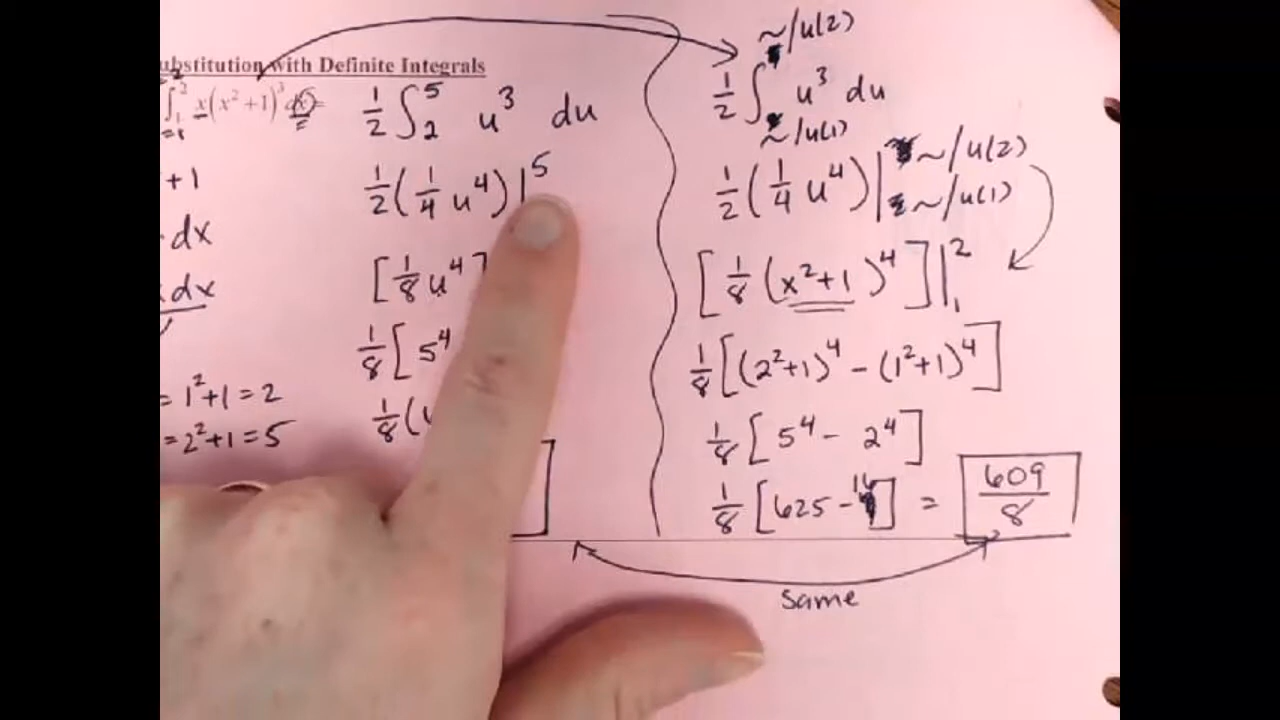 ubstitution with Definite Integrals
∫₁² x(x²+1)³ dx =
+1
dx
dx
= 1²+1 = 2
= 2²+1 = 5
½ ∫₂⁵ u³ du
½ (¼ u⁴) |⁵
[⅛ u⁴]
⅛ [5⁴
⅛ (
~/u(2)
½ ∫ u³ du
~/u(1)
½ (¼ u⁴) | ~/u(2)
~/u(1)
[⅛ (x²+1)⁴] |₁²
⅛ [(2²+1)⁴ − (1²+1)⁴]
⅛ [5⁴ − 2⁴]
⅛ [625 − 16] = 609/8
same